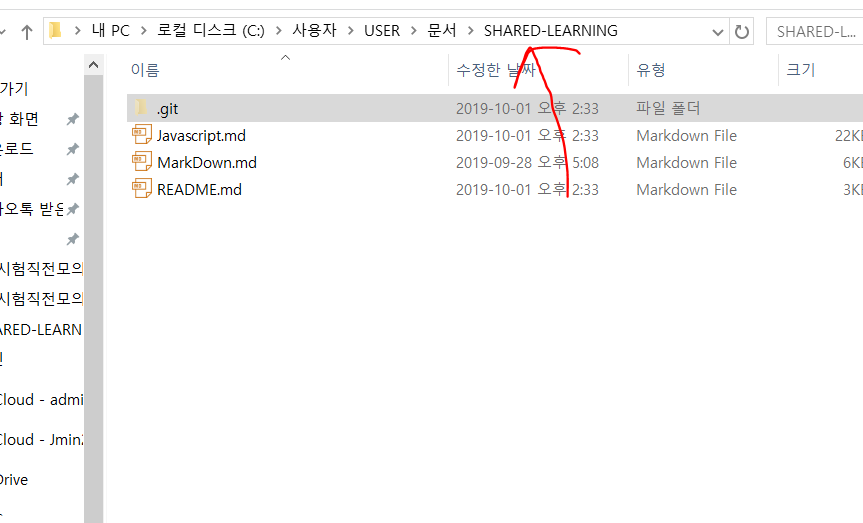 내 PC > 로컬 디스크 (C:) > 사용자 > USER > 문서 > SHARED-LEARNING
SHARED-L...
이름 수정한 날짜 유형 크기
.git 2019-10-01 오후 2:33 파일 폴더
Javascript.md 2019-10-01 오후 2:33 Markdown File 22KB
MarkDown.md 2019-09-28 오후 5:08 Markdown File 6KB
README.md 2019-10-01 오후 2:33 Markdown File 3KB
가기
화면
로드
오톡 받은
시험직전모의
시험직전모의
ARED-LEARN
Cloud - admi
Cloud - Jmin
Drive